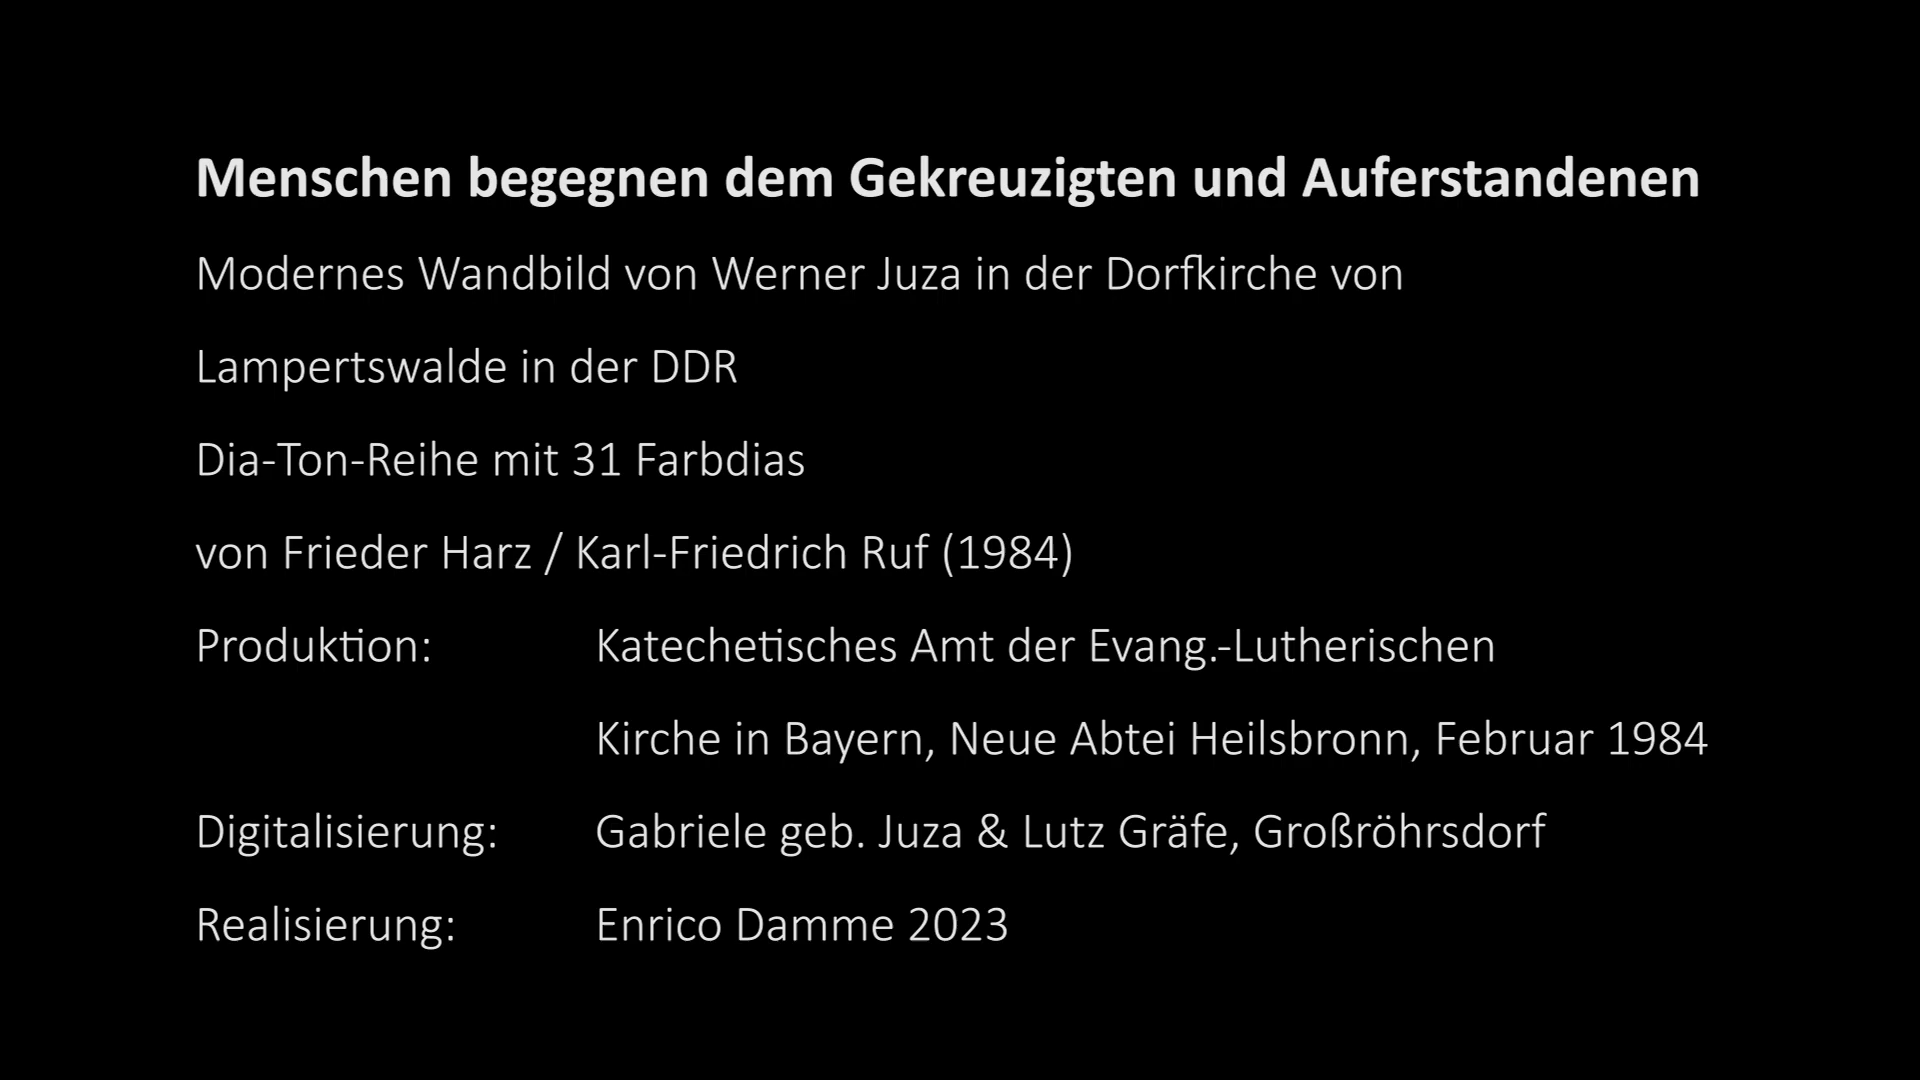 Menschen begegnen dem Gekreuzigten und Auferstandenen
Modernes Wandbild von Werner Juza in der Dorfkirche von
Lampertswalde in der DDR
Dia-Ton-Reihe mit 31 Farbdias
von Frieder Harz / Karl-Friedrich Ruf (1984)
Produktion: Katechetisches Amt der Evang.-Lutherischen
Kirche in Bayern, Neue Abtei Heilsbronn, Februar 1984
Digitalisierung: Gabriele geb. Juza & Lutz Gräfe, Großröhrsdorf
Realisierung: Enrico Damme 2023